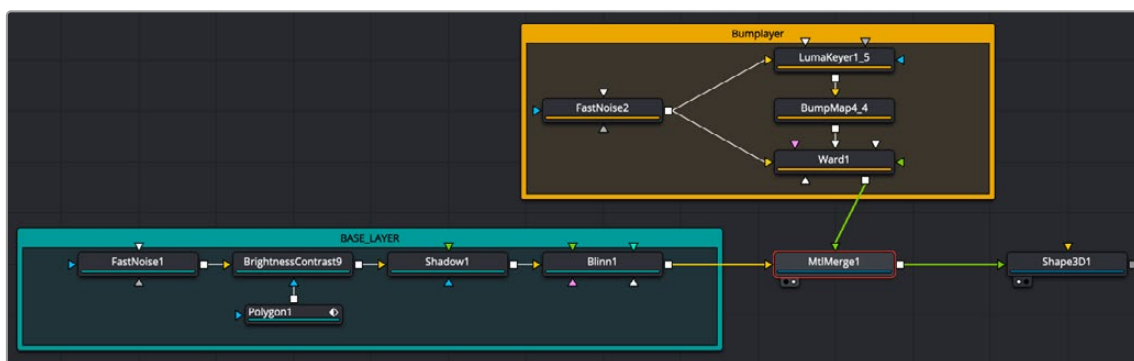 Bumplayer
LumaKeyer1_5
FastNoise2
BumpMap4_4
Ward1
BASE_LAYER
FastNoise1
BrightnessContrast9
Shadow1
Blinn1
MtlMerge1
Shape3D1
Polygon1